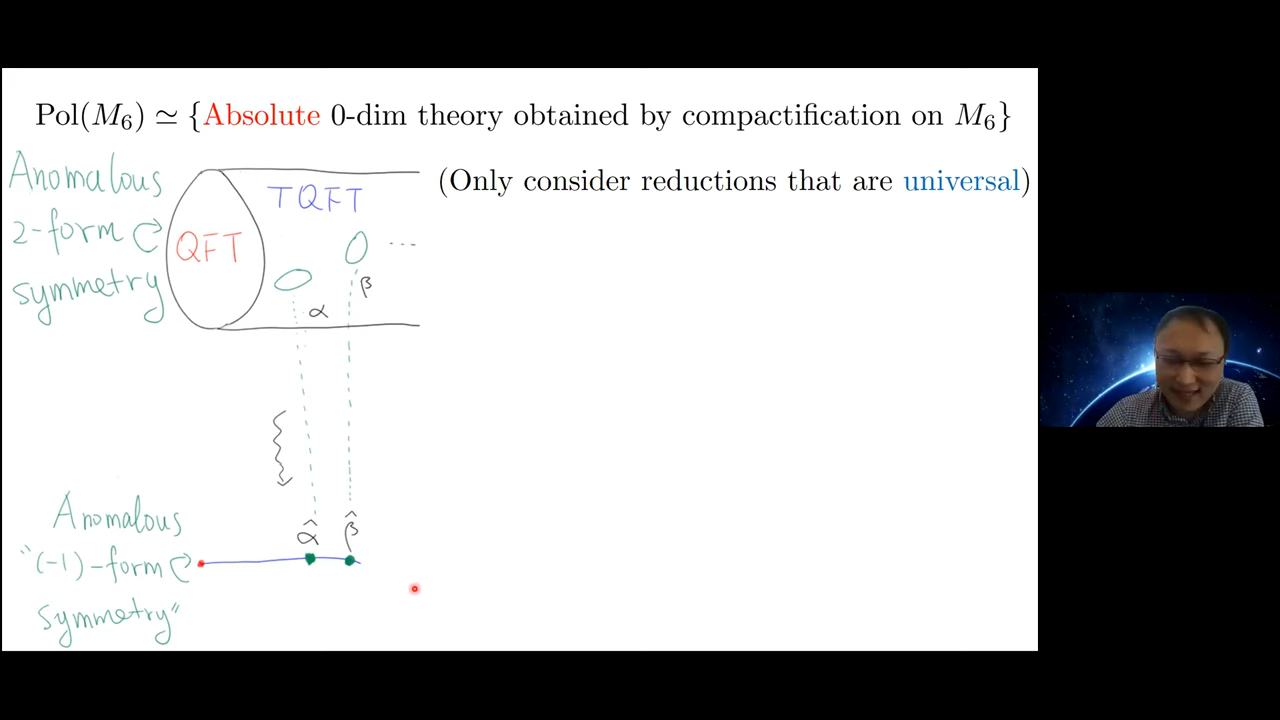 Pol(M₆) ≃ {Absolute 0-dim theory obtained by compactification on M₆}
(Only consider reductions that are universal)
Anomalous
2-form
symmetry
QFT
TQFT
...
α
β
α̂
β̂
Anomalous
"(-1)-form
symmetry"